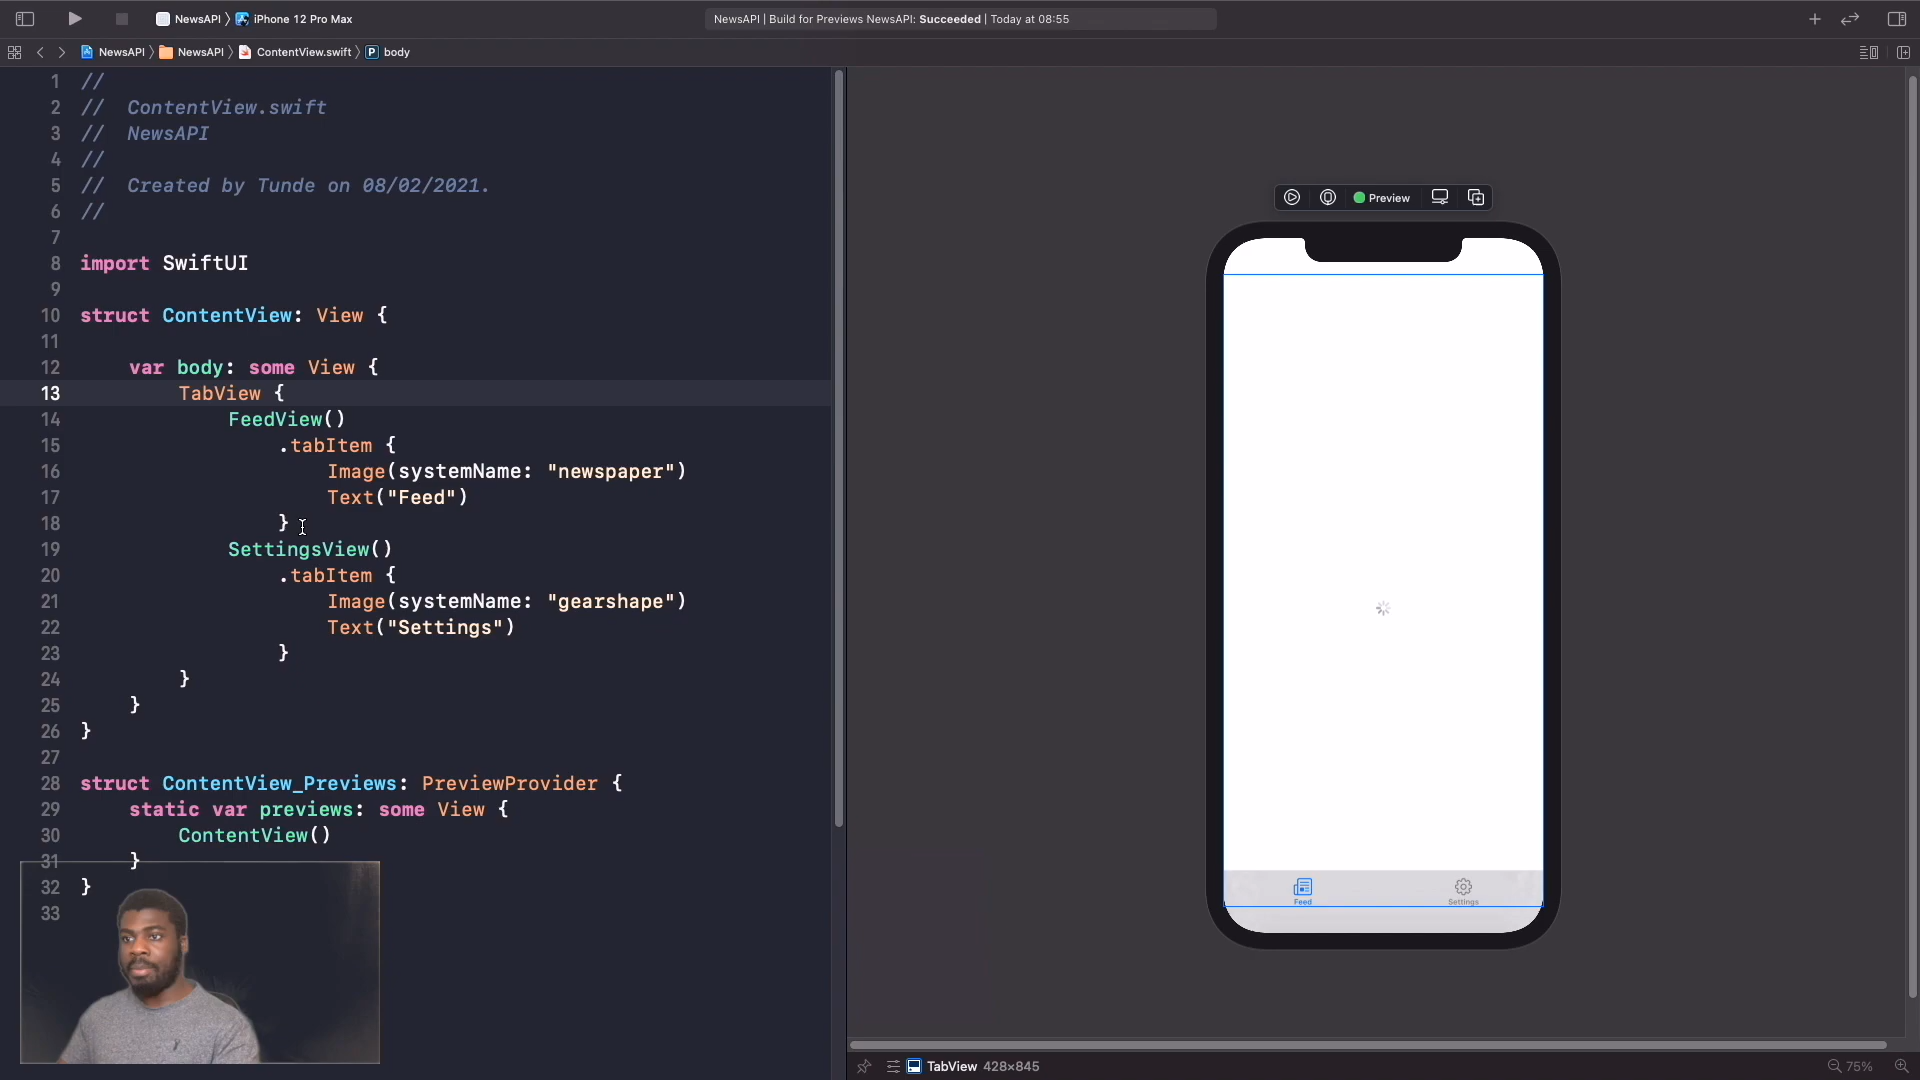 NewsAPI iPhone 12 Pro Max
NewsAPI | Build for Previews NewsAPI: Succeeded | Today at 08:55
NewsAPI NewsAPI ContentView.swift P body
1 //
2 // ContentView.swift
3 // NewsAPI
4 //
5 // Created by Tunde on 08/02/2021.
6 //
7
8 import SwiftUI
9
10 struct ContentView: View {
11
12 var body: some View {
13 TabView {
14 FeedView()
15 .tabItem {
16 Image(systemName: "newspaper")
17 Text("Feed")
18 }
19 SettingsView()
20 .tabItem {
21 Image(systemName: "gearshape")
22 Text("Settings")
23 }
24 }
25 }
26 }
27
28 struct ContentView_Previews: PreviewProvider {
29 static var previews: some View {
30 ContentView()
31 }
32 }
33
Preview
Feed Settings
TabView 428×845
75%